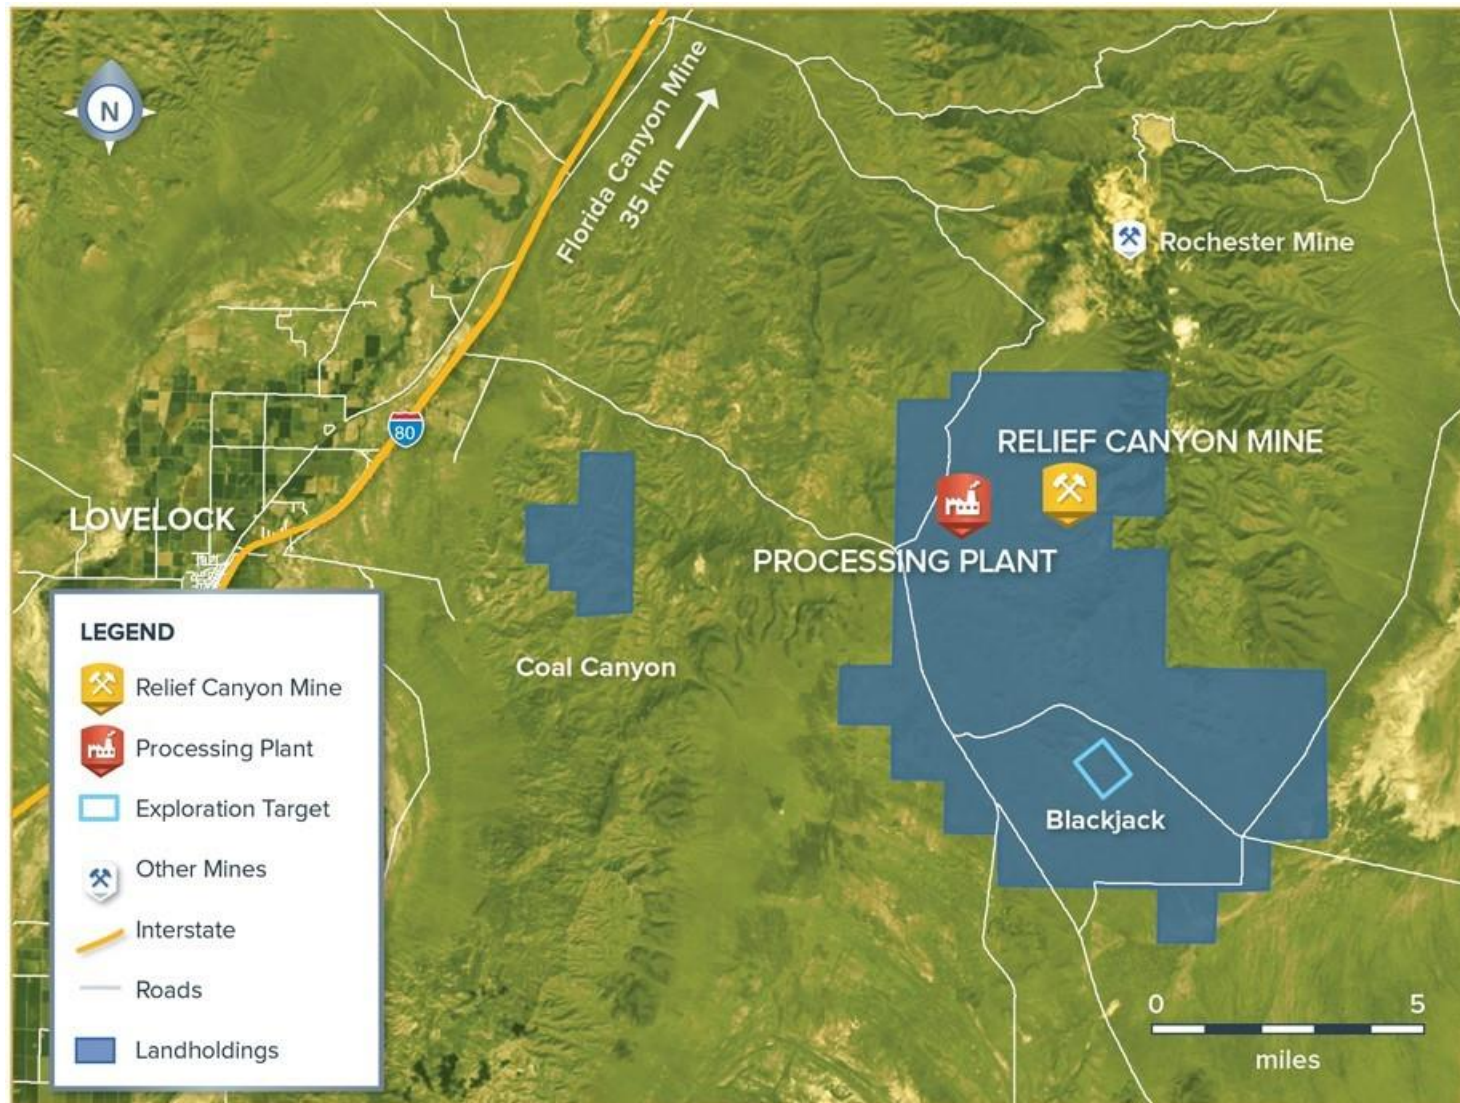 N
Florida Canyon Mine
35 km
Rochester Mine
80
RELIEF CANYON MINE
LOVELOCK
PROCESSING PLANT
Coal Canyon
Blackjack
LEGEND
Relief Canyon Mine
Processing Plant
Exploration Target
Other Mines
Interstate
Roads
Landholdings
0 5
miles